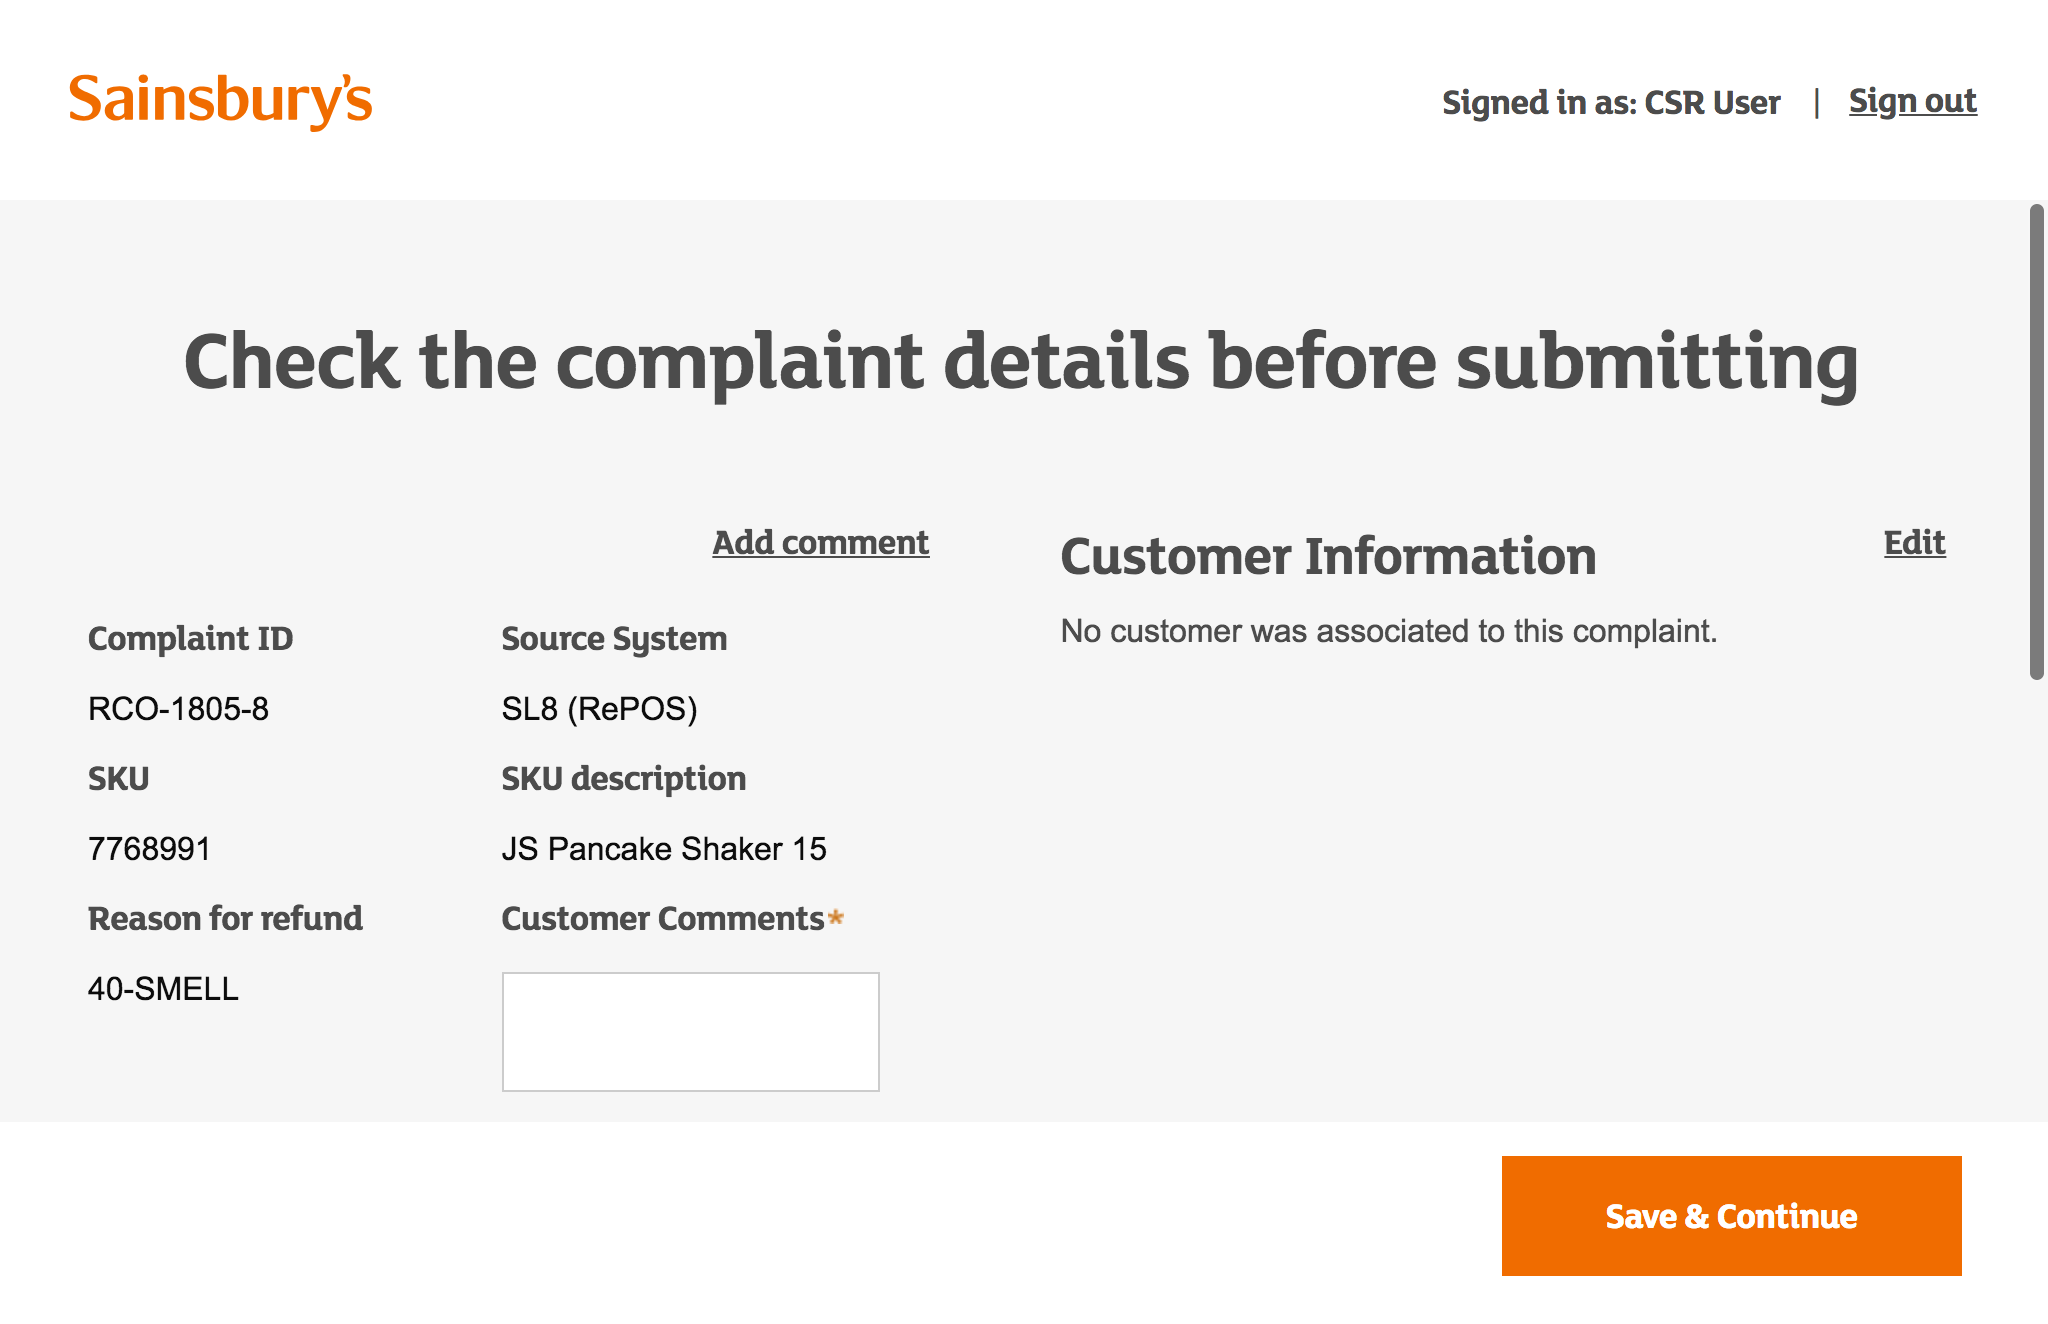 Sainsbury's
Signed in as: CSR User | Sign out
Check the complaint details before submitting
Add comment
Complaint ID Source System
RCO-1805-8 SL8 (RePOS)
SKU SKU description
7768991 JS Pancake Shaker 15
Reason for refund Customer Comments*
40-SMELL
Customer Information Edit
No customer was associated to this complaint.
Save & Continue